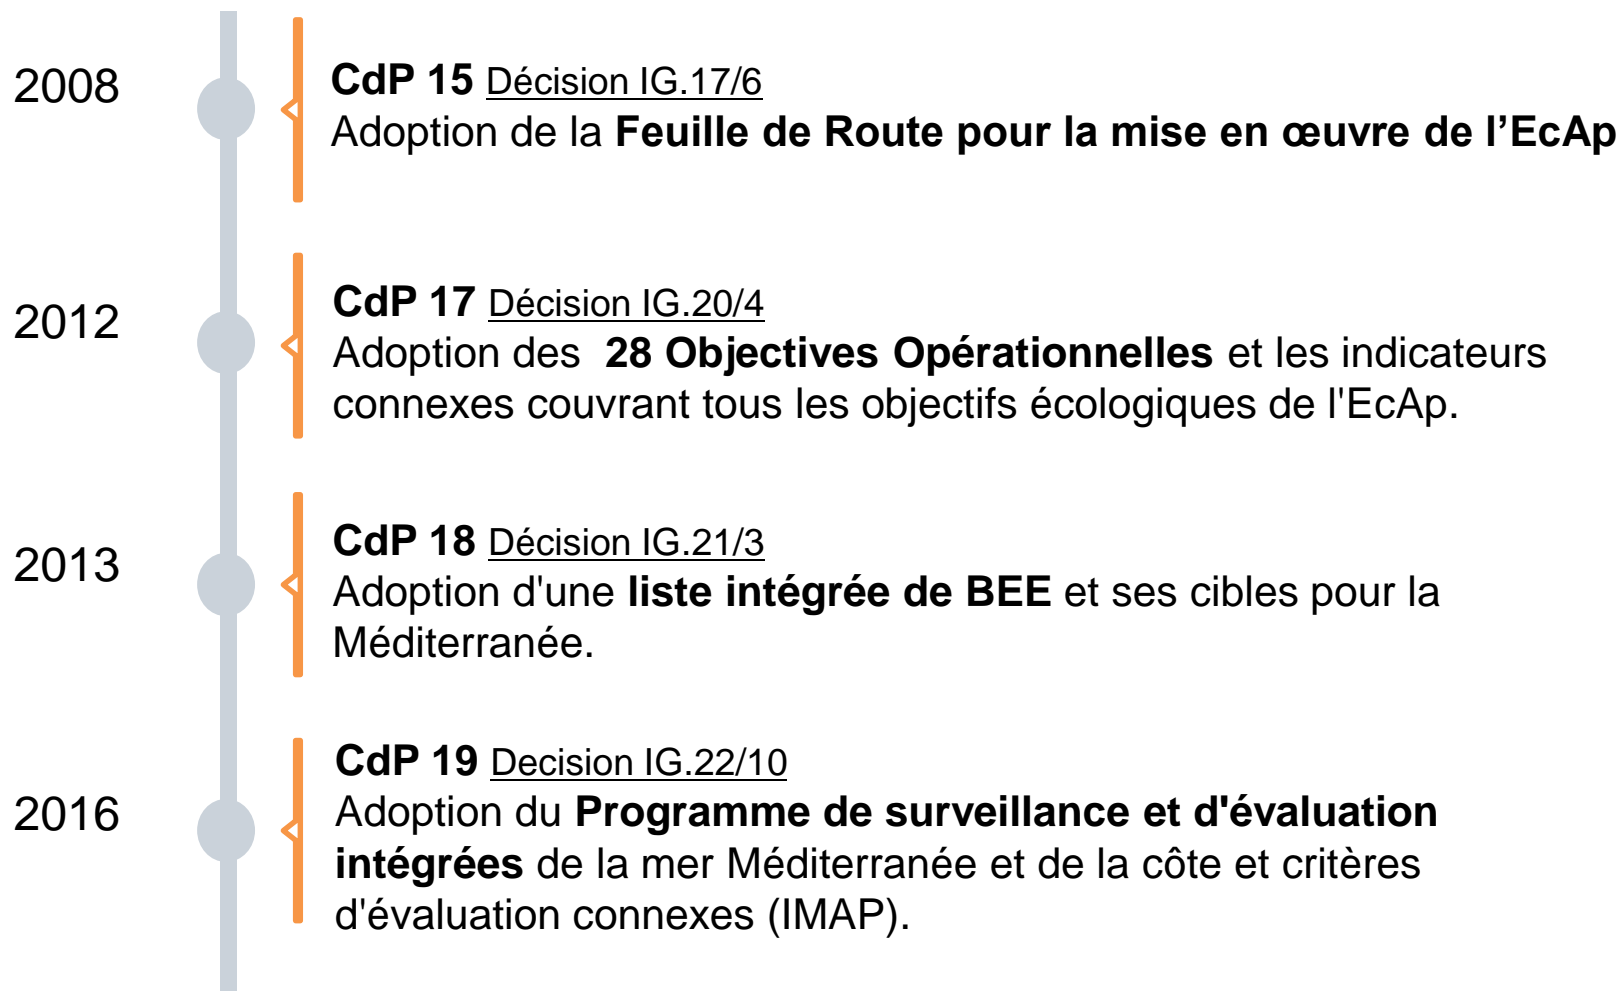 2008
CdP 15 Décision IG.17/6
Adoption de la Feuille de Route pour la mise en œuvre de l’EcAp
2012
CdP 17 Décision IG.20/4
Adoption des  28 Objectives Opérationnelles et les indicateurs
connexes couvrant tous les objectifs écologiques de l'EcAp.
2013
CdP 18 Décision IG.21/3
Adoption d'une liste intégrée de BEE et ses cibles pour la
Méditerranée.
2016
CdP 19 Decision IG.22/10
Adoption du Programme de surveillance et d'évaluation
intégrées de la mer Méditerranée et de la côte et critères
d'évaluation connexes (IMAP).